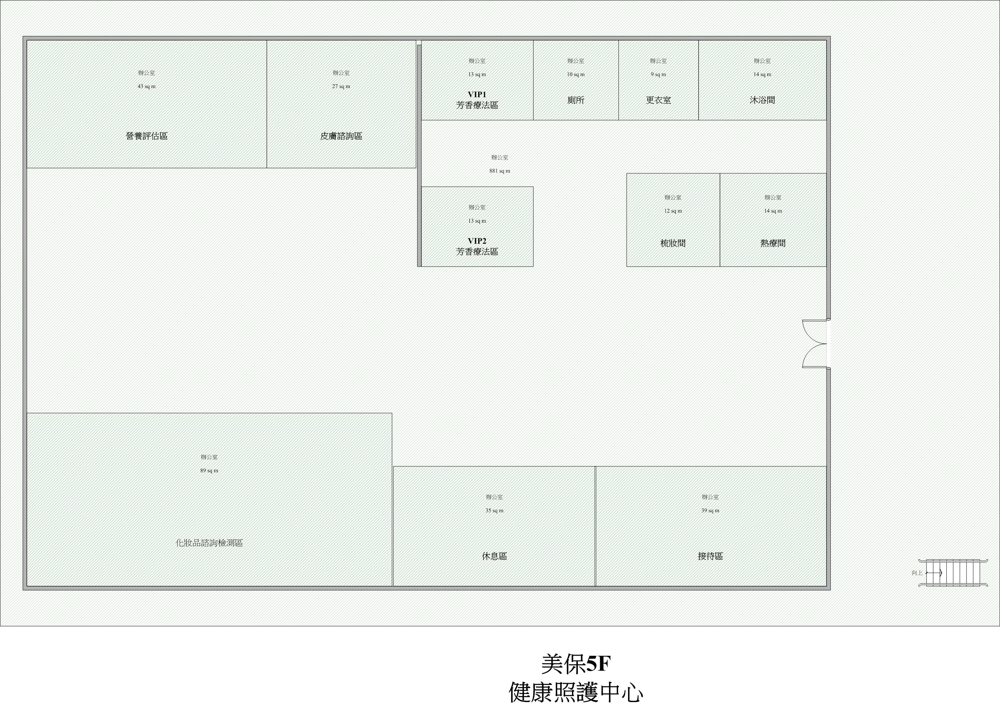 辦公室
43 sq m
營養評估區
辦公室
27 sq m
皮膚諮詢區
辦公室
13 sq m
VIP1
芳香療法區
辦公室
10 sq m
廁所
辦公室
9 sq m
更衣室
辦公室
14 sq m
沐浴間
辦公室
881 sq m
辦公室
13 sq m
VIP2
芳香療法區
辦公室
12 sq m
梳妝間
辦公室
14 sq m
熱療間
辦公室
89 sq m
化妝品諮詢檢測區
辦公室
35 sq m
休息區
辦公室
39 sq m
接待區
向上
美保5F
健康照護中心